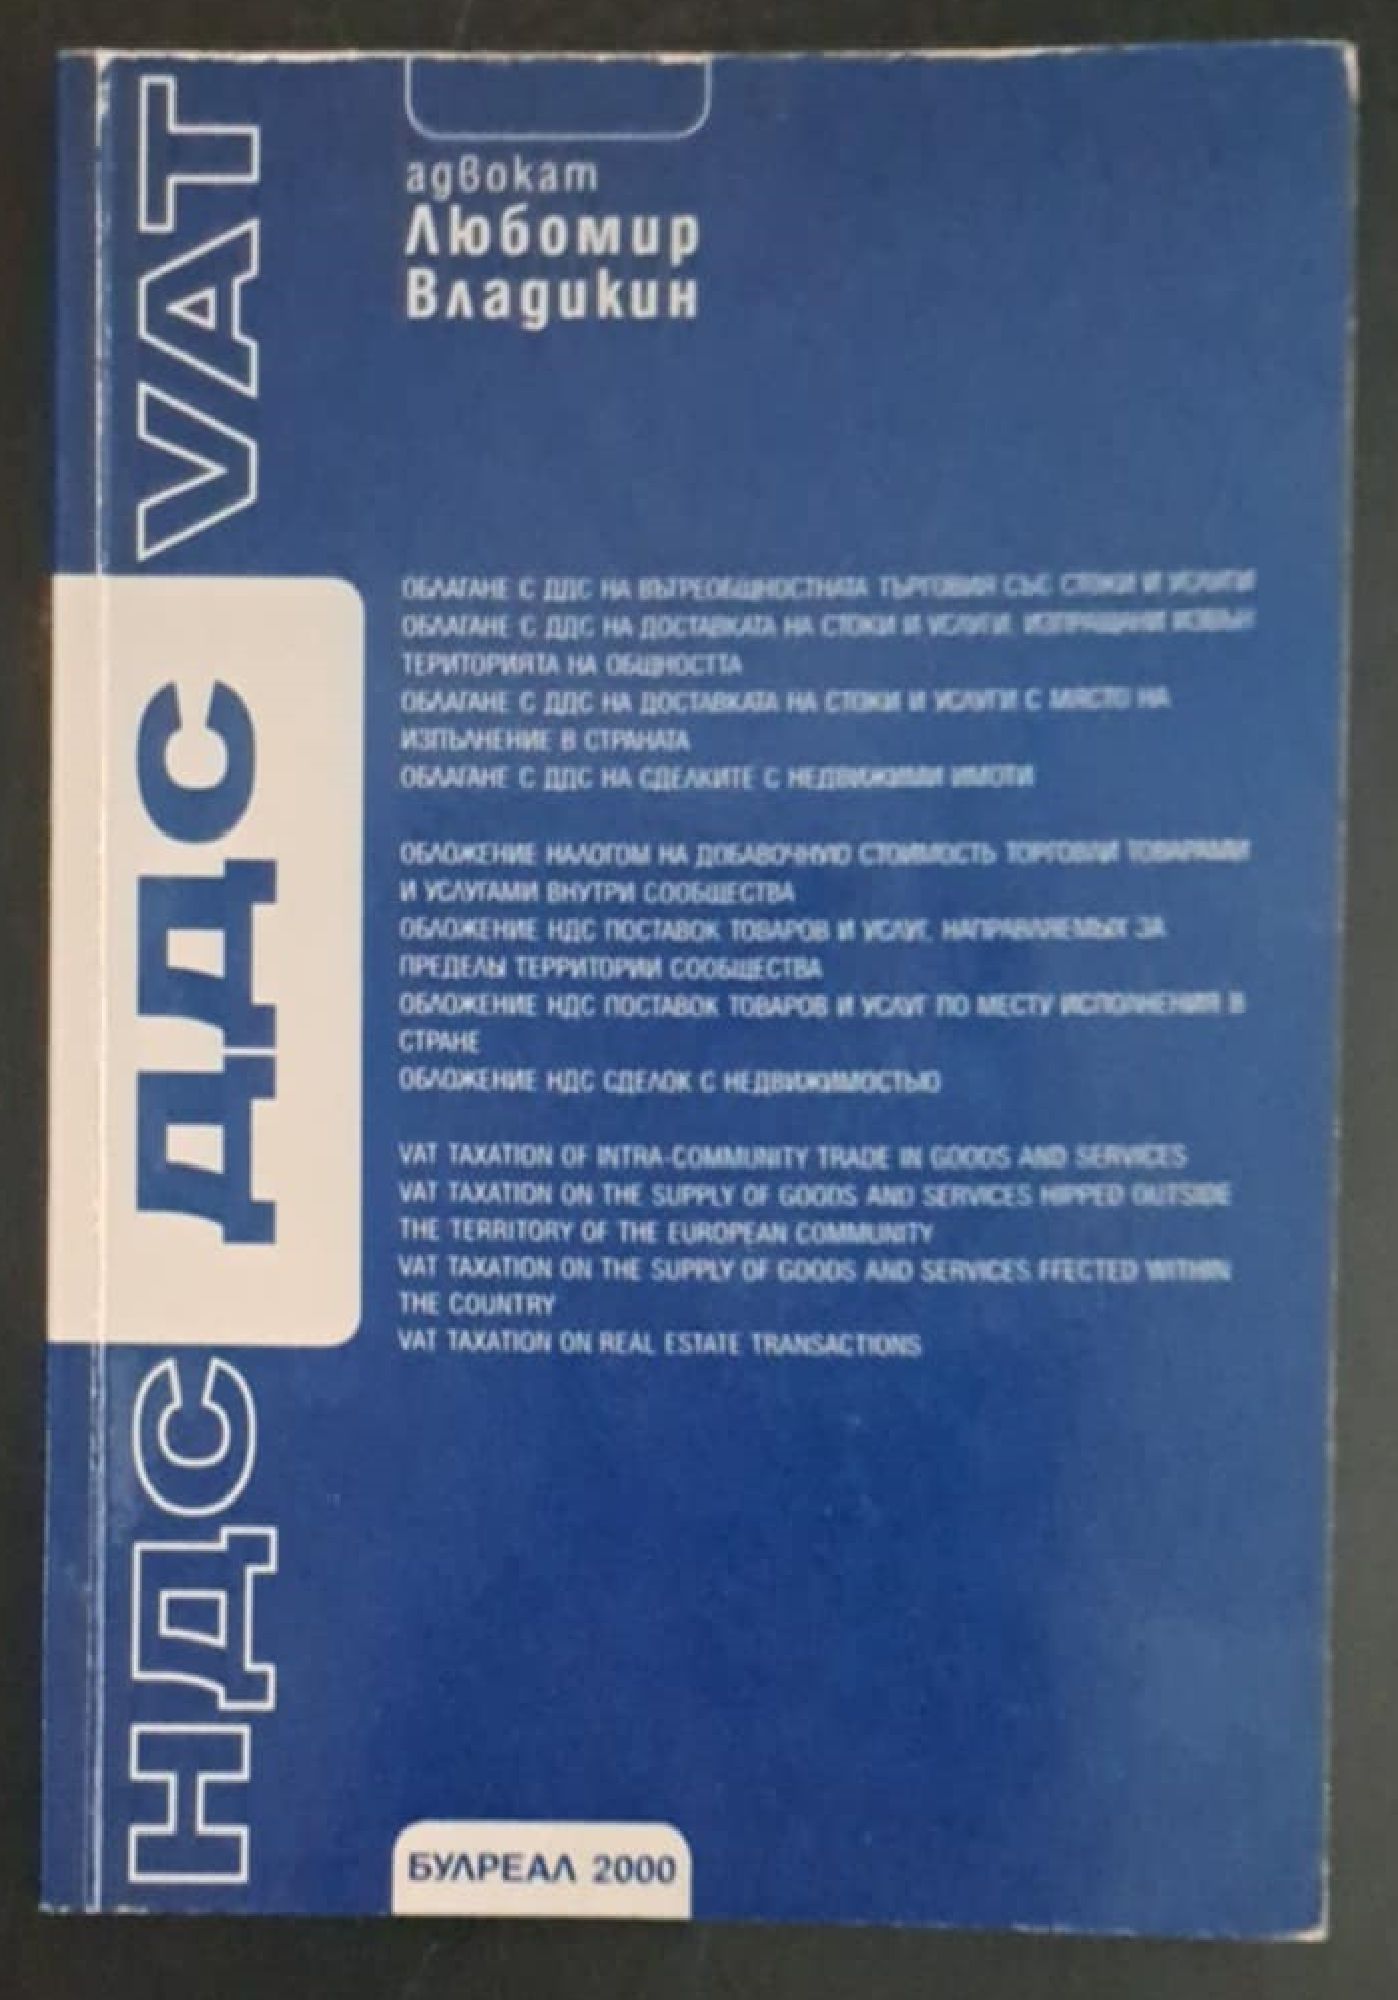 VAT
ДДС
НДС
адвокат
Любомир
Владикин
ОБЛАГАНЕ С ДДС НА ВЪТРЕОБЩНОСТНАТА ТЪРГОВИЯ СЪС СТОКИ И УСЛУГИ
ОБЛАГАНЕ С ДДС НА ДОСТАВКАТА НА СТОКИ И УСЛУГИ, ИЗПРАЩАНИ ИЗВЪН
ТЕРИТОРИЯТА НА ОБЩНОСТТА
ОБЛАГАНЕ С ДДС НА ДОСТАВКАТА НА СТОКИ И УСЛУГИ С МЯСТО НА
ИЗПЪЛНЕНИЕ В СТРАНАТА
ОБЛАГАНЕ С ДДС НА СДЕЛКИТЕ С НЕДВИЖИМИ ИМОТИ
ОБЛОЖЕНИЕ НАЛОГОМ НА ДОБАВОЧНУЮ СТОИМОСТЬ ТОРГОВЛИ ТОВАРАМИ
И УСЛУГАМИ ВНУТРИ СООБЩЕСТВА
ОБЛОЖЕНИЕ НДС ПОСТАВОК ТОВАРОВ И УСЛУГ, НАПРАВЛЯЕМЫХ ЗА
ПРЕДЕЛЫ ТЕРРИТОРИИ СООБЩЕСТВА
ОБЛОЖЕНИЕ НДС ПОСТАВОК ТОВАРОВ И УСЛУГ ПО МЕСТУ ИСПОЛНЕНИЯ В
СТРАНЕ
ОБЛОЖЕНИЕ НДС СДЕЛОК С НЕДВИЖИМОСТЬЮ
VAT TAXATION OF INTRA-COMMUNITY TRADE IN GOODS AND SERVICES
VAT TAXATION ON THE SUPPLY OF GOODS AND SERVICES HIPPED OUTSIDE
THE TERRITORY OF THE EUROPEAN COMMUNITY
VAT TAXATION ON THE SUPPLY OF GOODS AND SERVICES FFECTED WITHIN
THE COUNTRY
VAT TAXATION ON REAL ESTATE TRANSACTIONS
БУЛРЕАЛ 2000